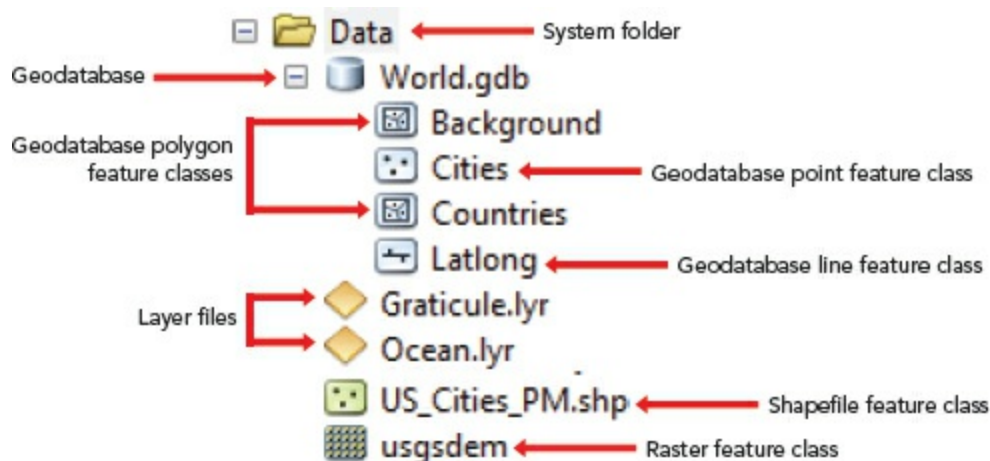 Data
System folder
Geodatabase
World.gdb
Background
Geodatabase polygon
feature classes
Cities
Geodatabase point feature class
Countries
Latlong
Geodatabase line feature class
Graticule.lyr
Layer files
Ocean.lyr
US_Cities_PM.shp
Shapefile feature class
usgsdem
Raster feature class